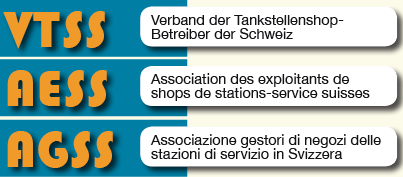 VTSS
Verband der Tankstellenshop-
Betreiber der Schweiz
AESS
Association des exploitants de
shops de stations-service suisses
AGSS
Associazione gestori di negozi delle
stazioni di servizio in Svizzera